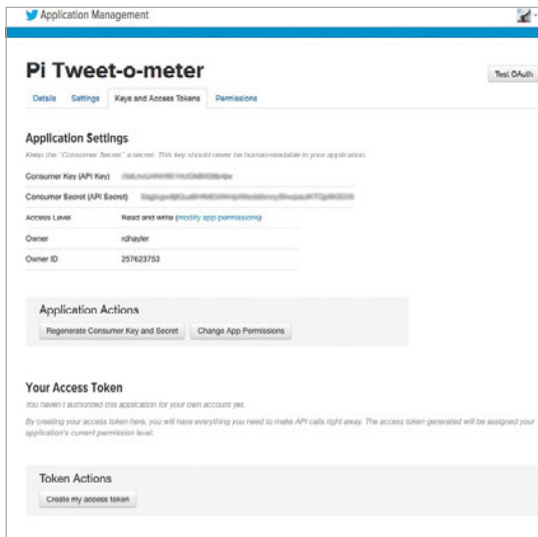 Application Management
Pi Tweet-o-meter
Test OAuth
Details Settings Keys and Access Tokens Permissions
Application Settings
Keep the "Consumer Secret" a secret. This key should never be human-readable in your application.
Consumer Key (API Key)
Consumer Secret (API Secret)
Access Level Read and write (modify app permissions)
Owner rdhayler
Owner ID 257623753
Application Actions
Regenerate Consumer Key and Secret Change App Permissions
Your Access Token
You haven't authorized this application for your own account yet.
By creating your access token here, you will have everything you need to make API calls right away. The access token generated will be assigned your
application's current permission level.
Token Actions
Create my access token